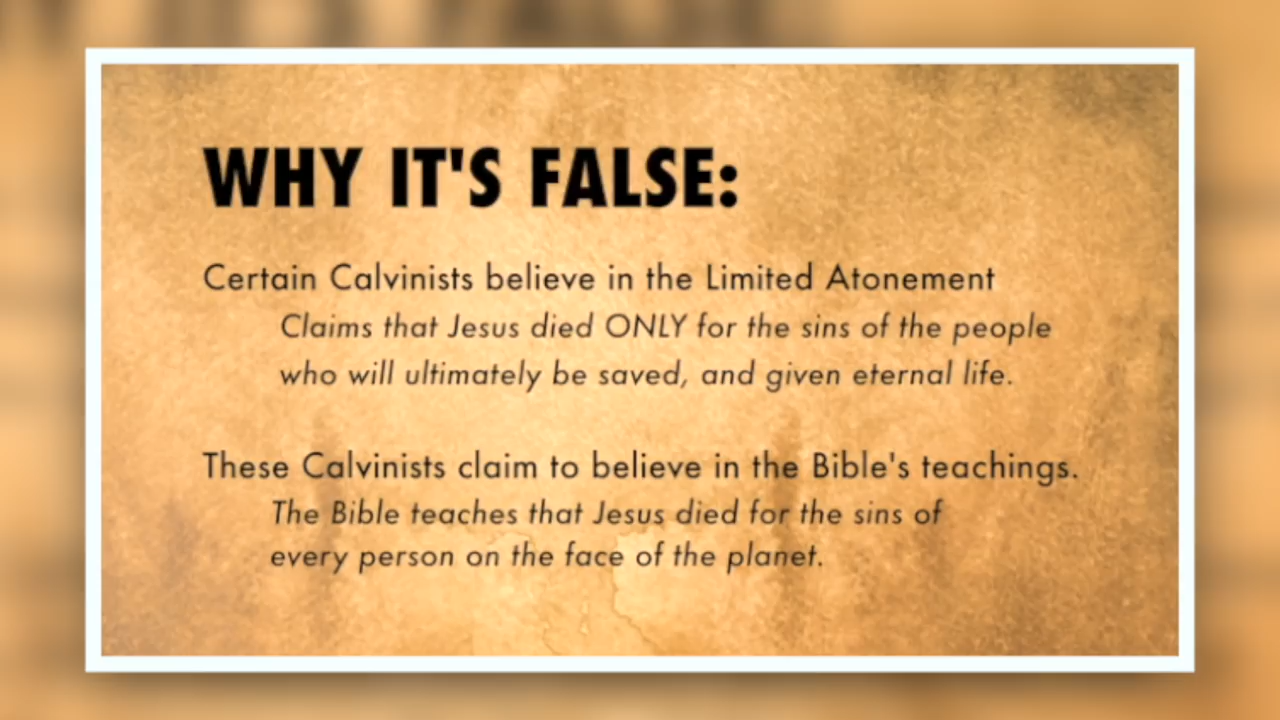 WHY IT'S FALSE:
Certain Calvinists believe in the Limited Atonement
Claims that Jesus died ONLY for the sins of the people
who will ultimately be saved, and given eternal life.
These Calvinists claim to believe in the Bible's teachings.
The Bible teaches that Jesus died for the sins of
every person on the face of the planet.